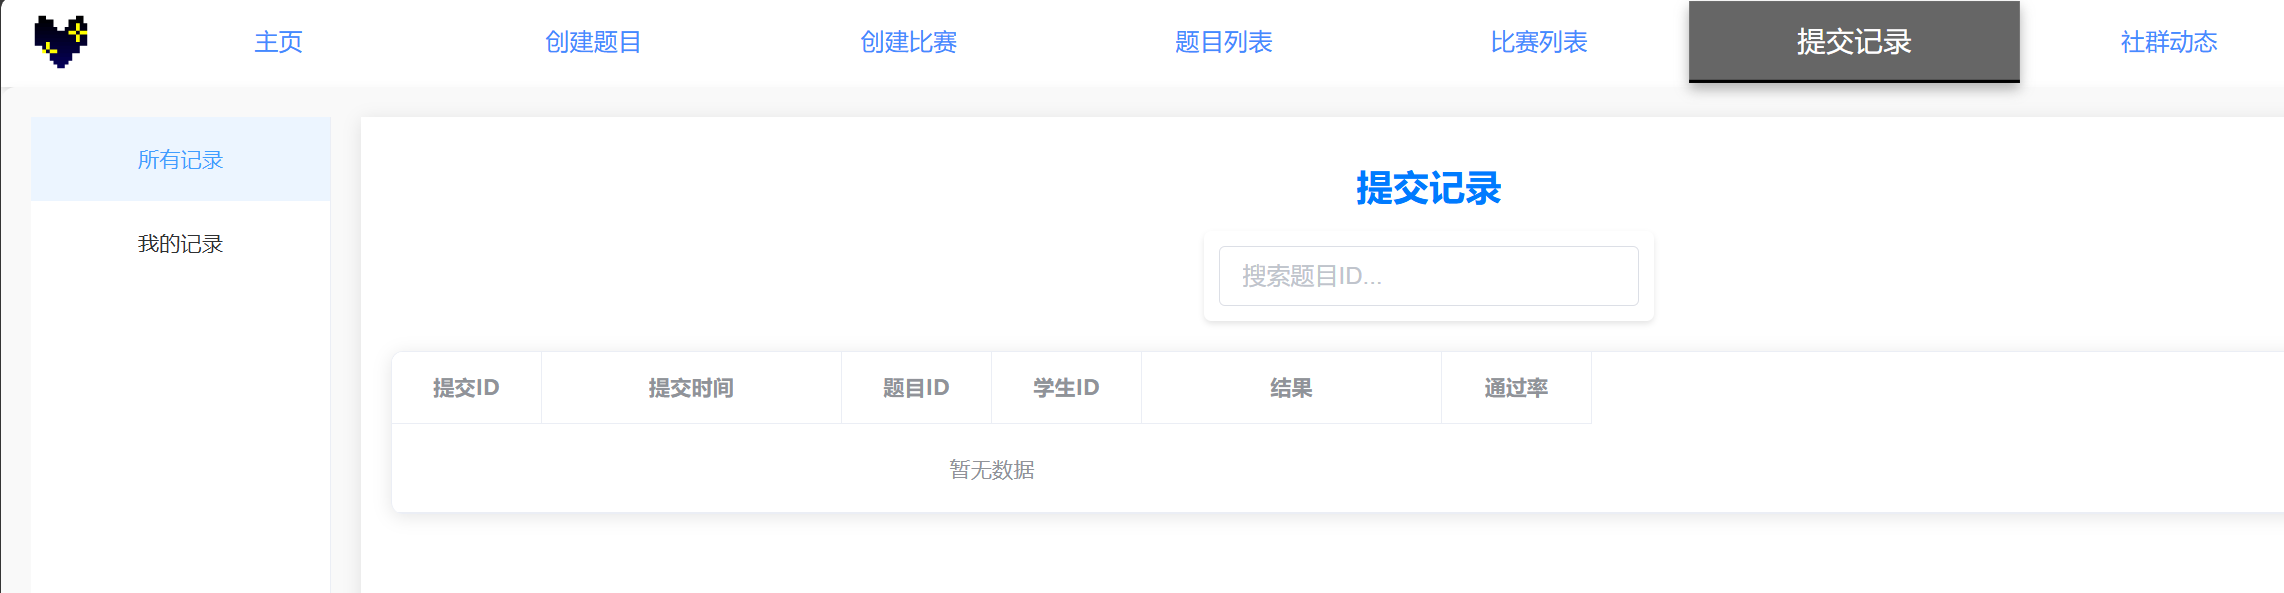 主页 创建题目 创建比赛 题目列表 比赛列表 提交记录 社群动态
所有记录
我的记录
提交记录
搜索题目ID...
提交ID 提交时间 题目ID 学生ID 结果 通过率
暂无数据